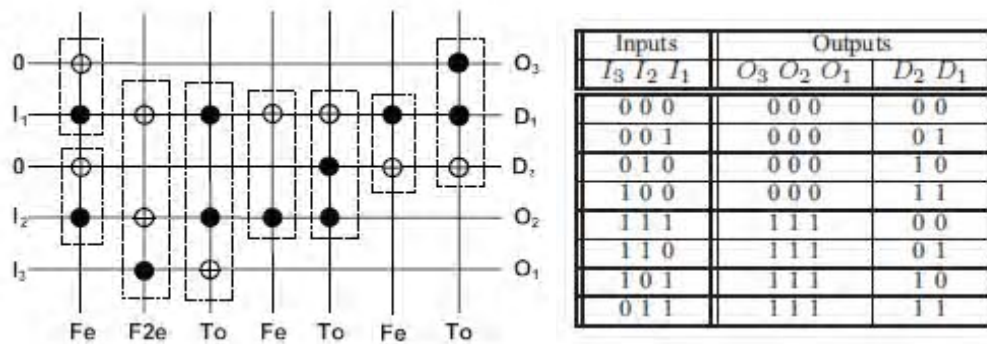 0 O3
I1 D1
0 D2
I2 O2
I3 O1
Fe F2e To Fe To Fe To
Inputs Outputs
I3 I2 I1 O3 O2 O1 D2 D1
0 0 0 0 0 0 0 0
0 0 1 0 0 0 0 1
0 1 0 0 0 0 1 0
1 0 0 0 0 0 1 1
1 1 1 1 1 1 0 0
1 1 0 1 1 1 0 1
1 0 1 1 1 1 1 0
0 1 1 1 1 1 1 1